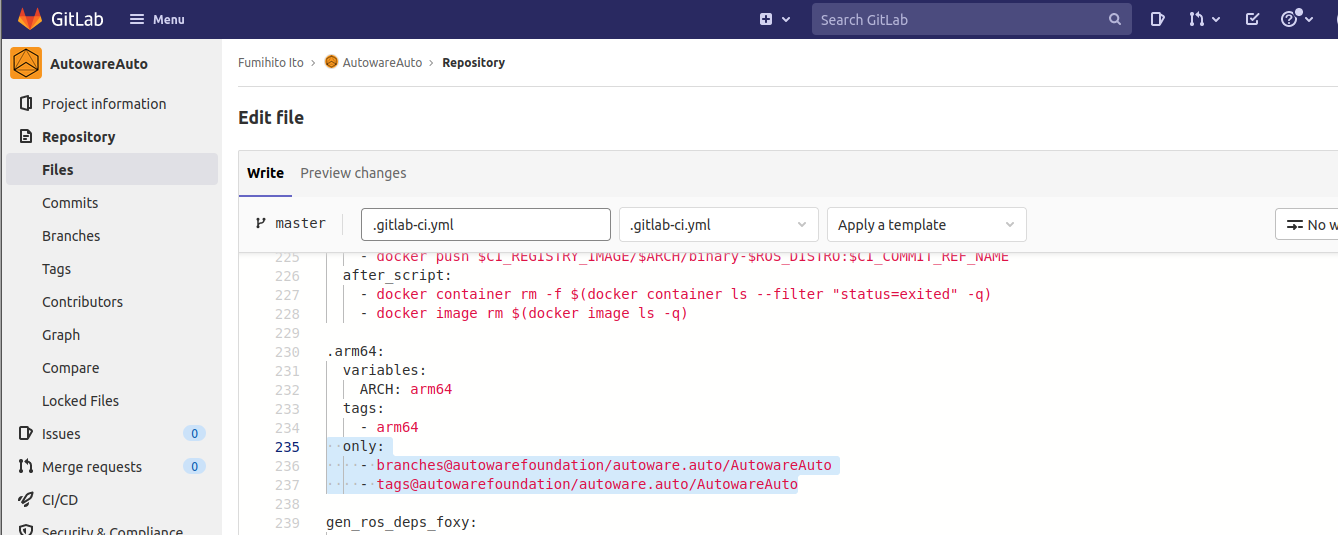 GitLab Menu Search GitLab
AutowareAuto
Fumihito Ito › AutowareAuto › Repository
Project information
Repository
Files
Commits
Branches
Tags
Contributors
Graph
Compare
Locked Files
Issues 0
Merge requests 0
CI/CD
Security & Compliance
Edit file
Write Preview changes
master .gitlab-ci.yml .gitlab-ci.yml Apply a template No w
225 - docker push $CI_REGISTRY_IMAGE/$ARCH/binary-$ROS_DISTRO:$CI_COMMIT_REF_NAME
226 after_script:
227 - docker container rm -f $(docker container ls --filter "status=exited" -q)
228 - docker image rm $(docker image ls -q)
229
230 .arm64:
231 variables:
232 ARCH: arm64
233 tags:
234 - arm64
235 only:
236 - branches@autowarefoundation/autoware.auto/AutowareAuto
237 - tags@autowarefoundation/autoware.auto/AutowareAuto
238
239 gen_ros_deps_foxy: